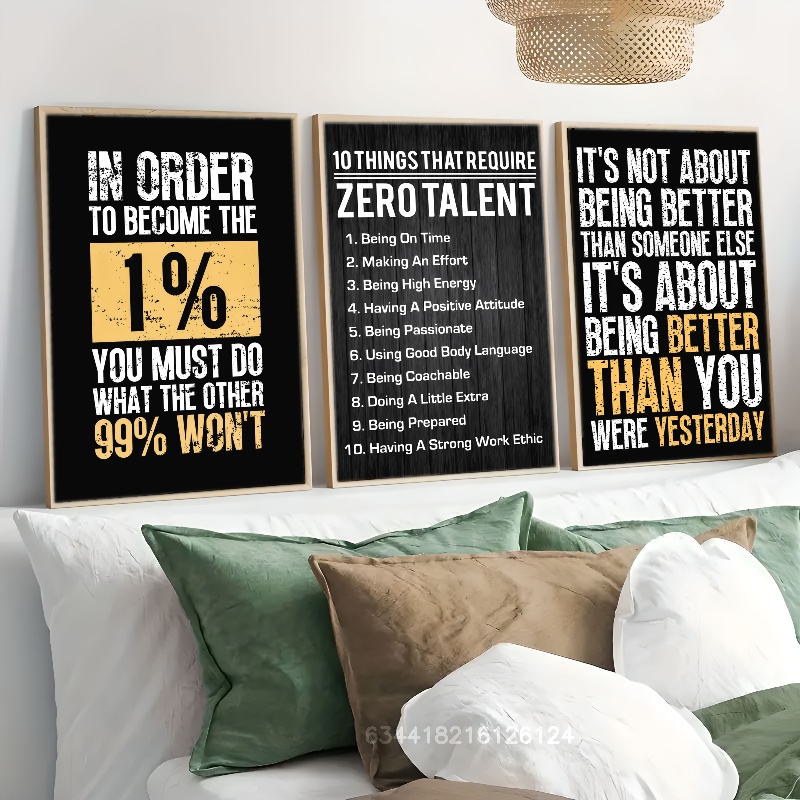 IN ORDER
TO BECOME THE
1%
YOU MUST DO
WHAT THE OTHER
99% WON'T
10 THINGS THAT REQUIRE
ZERO TALENT
1. Being On Time
2. Making An Effort
3. Being High Energy
4. Having A Positive Attitude
5. Being Passionate
6. Using Good Body Language
7. Being Coachable
8. Doing A Little Extra
9. Being Prepared
10. Having A Strong Work Ethic
IT'S NOT ABOUT
BEING BETTER
THAN SOMEONE ELSE
IT'S ABOUT
BEING BETTER
THAN YOU
WERE YESTERDAY
634418216126124